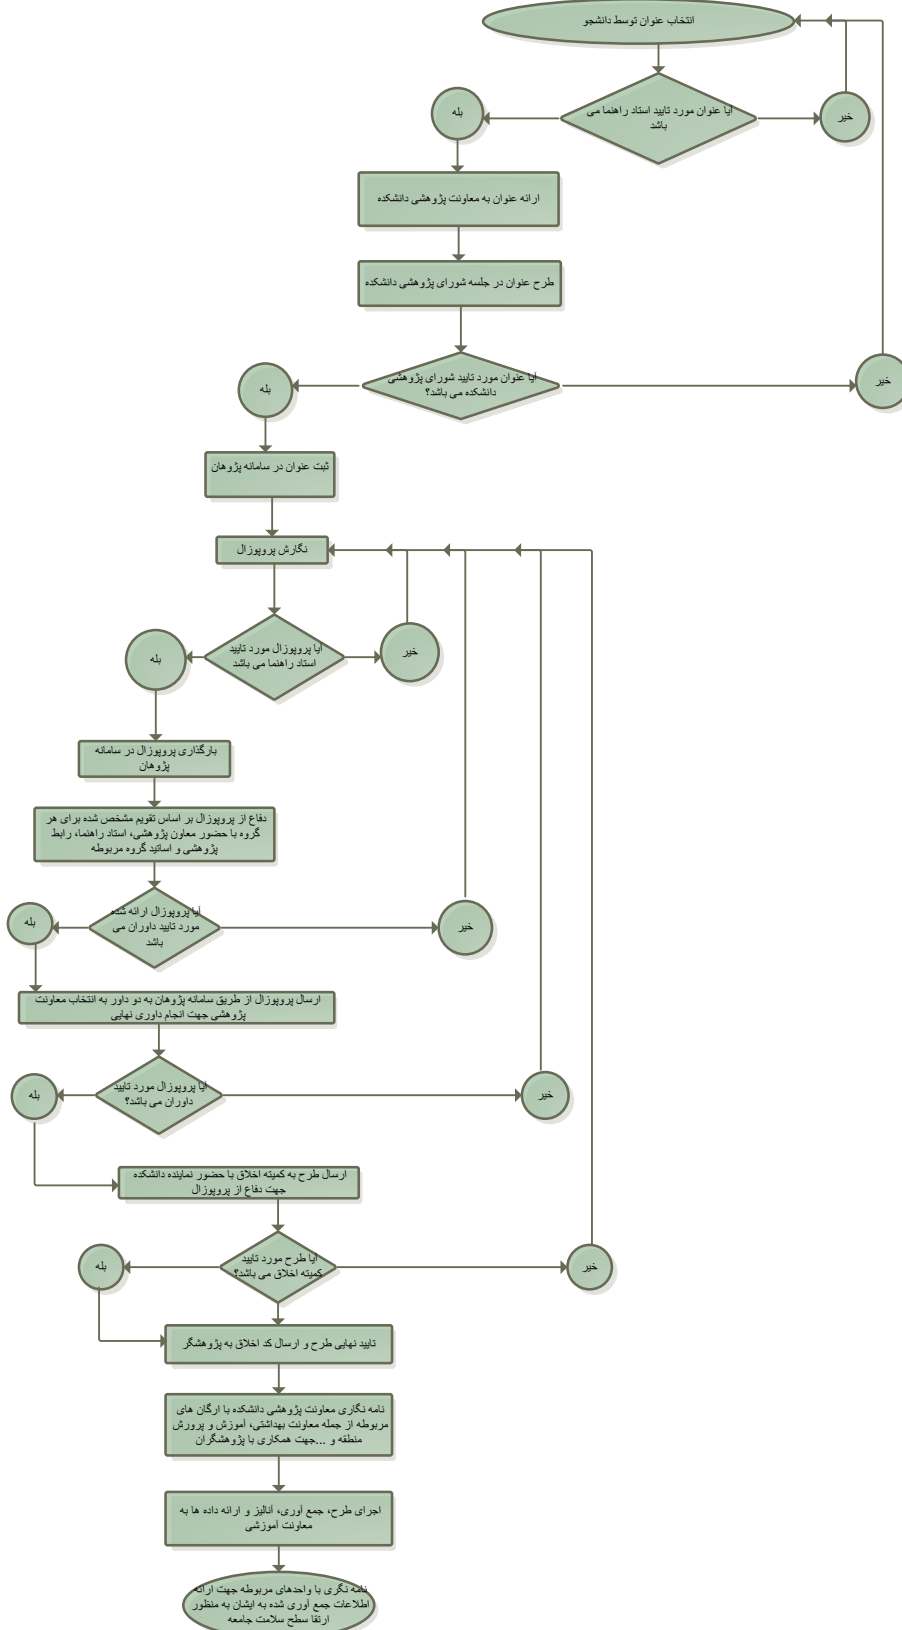 انتخاب عنوان توسط دانشجو
آیا عنوان مورد تایید استاد راهنما می
باشد
خیر
بله
ارائه عنوان به معاونت پژوهشی دانشکده
طرح عنوان در جلسه شورای پژوهشی دانشکده
آیا عنوان مورد تایید شورای پژوهشی
دانشکده می باشد؟
خیر
بله
ثبت عنوان در سامانه پژوهان
نگارش پروپوزال
آیا پروپوزال مورد تایید
استاد راهنما می باشد
خیر
بله
بارگذاری پروپوزال در سامانه
پژوهان
دفاع از پروپوزال بر اساس تقویم مشخص شده برای هر
گروه با حضور معاون پژوهشی، استاد راهنما، رابط
پژوهشی و اساتید گروه مربوطه
آیا پروپوزال ارائه شده
مورد تایید داوران می
باشد
خیر
بله
ارسال پروپوزال از طریق سامانه پژوهان به دو داور به انتخاب معاونت
پژوهشی جهت انجام داوری نهایی
آیا پروپوزال مورد تایید
داوران می باشد؟
خیر
بله
ارسال طرح به کمیته اخلاق با حضور نماینده دانشکده
جهت دفاع از پروپوزال
آیا طرح مورد تایید
کمیته اخلاق می باشد؟
خیر
بله
تایید نهایی طرح و ارسال کد اخلاق به پژوهشگر
نامه نگاری معاونت پژوهشی دانشکده با ارگان های
مربوطه از جمله معاونت بهداشتی، آموزش و پرورش
منطقه و ...جهت همکاری با پژوهشگران
اجرای طرح، جمع آوری، آنالیز و ارائه داده ها به
معاونت آموزشی
نامه نگری با واحدهای مربوطه جهت ارائه
اطلاعات جمع آوری شده به ایشان به منظور
ارتقا سطح سلامت جامعه